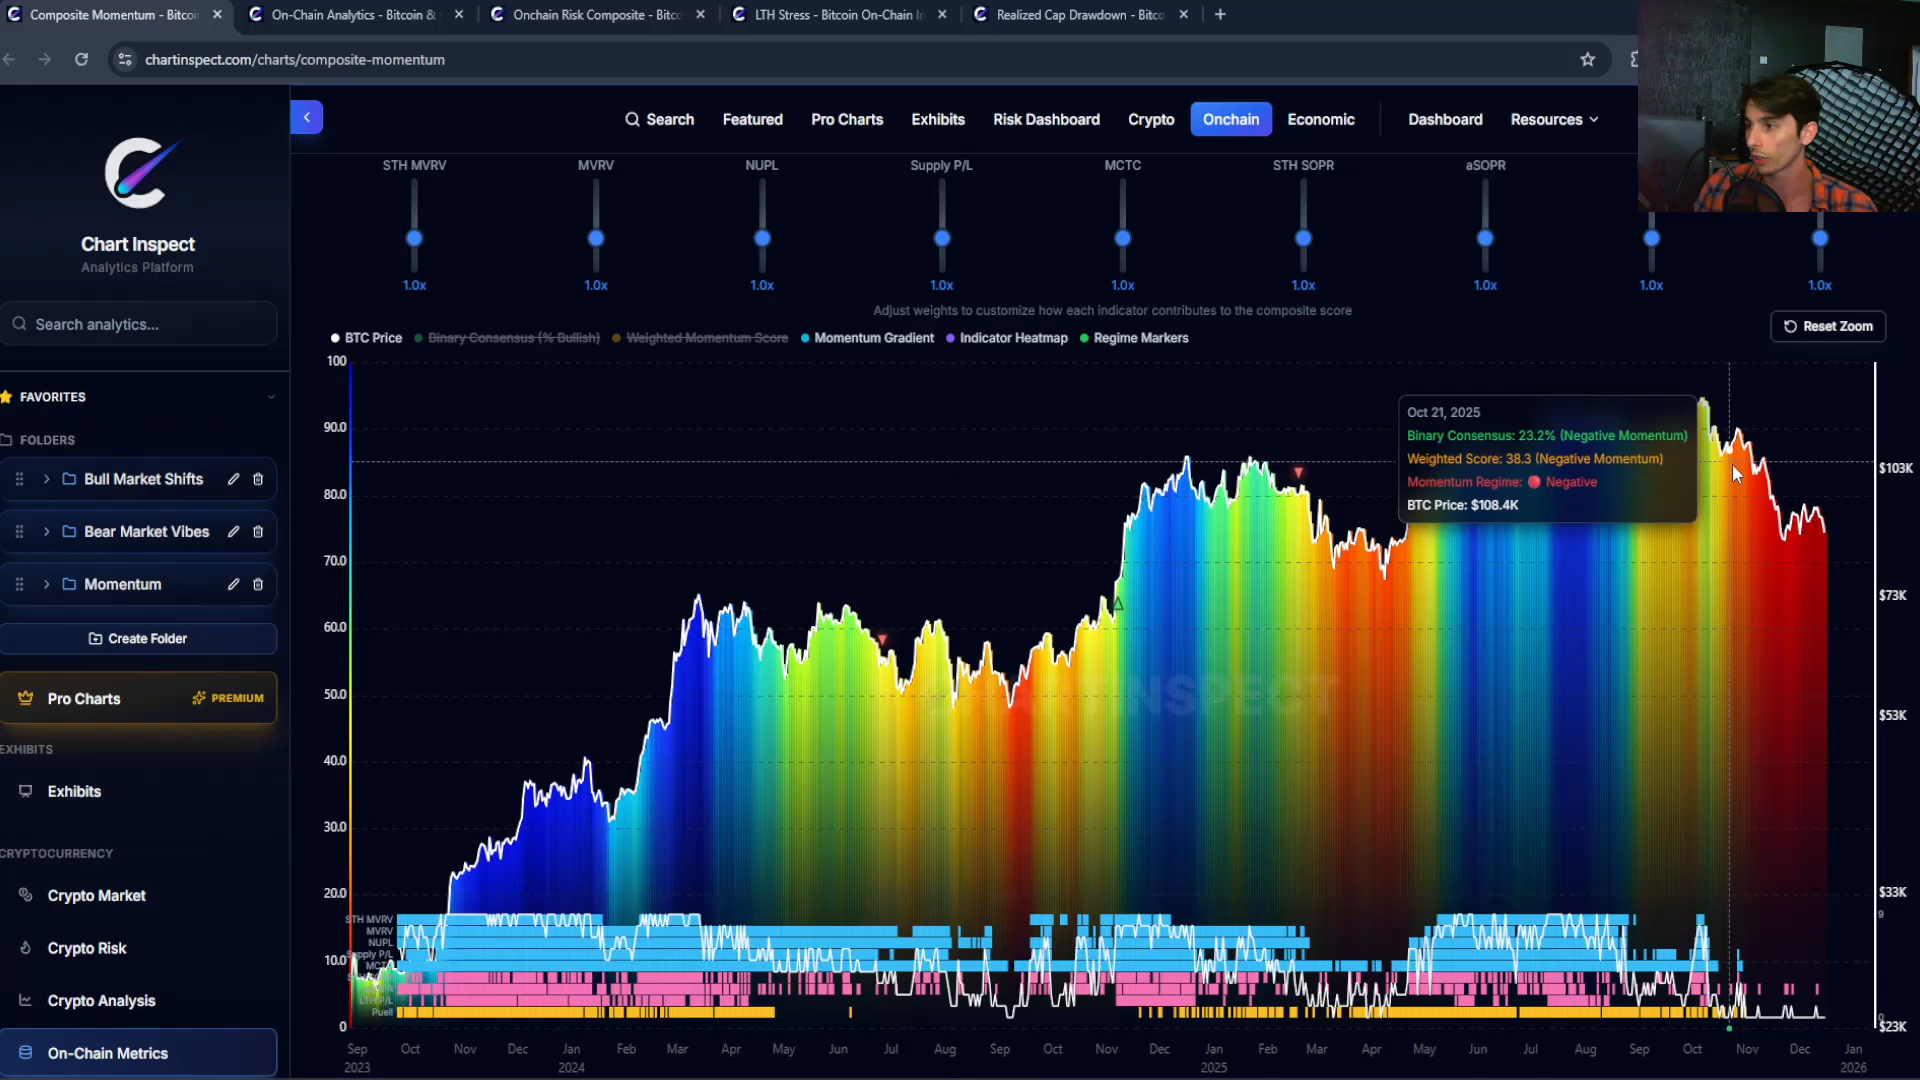 Composite Momentum - Bitcoi
On-Chain Analytics - Bitcoin &
Onchain Risk Composite - Bitco
LTH Stress - Bitcoin On-Chain In
Realized Cap Drawdown - Bitco
chartinspect.com/charts/composite-momentum
Chart Inspect
Analytics Platform
Search analytics...
FAVORITES
FOLDERS
Bull Market Shifts
Bear Market Vibes
Momentum
Create Folder
Pro Charts
PREMIUM
EXHIBITS
Exhibits
CRYPTOCURRENCY
Crypto Market
Crypto Risk
Crypto Analysis
On-Chain Metrics
Search
Featured
Pro Charts
Exhibits
Risk Dashboard
Crypto
Onchain
Economic
Dashboard
Resources
STH MVRV
MVRV
NUPL
Supply P/L
MCTC
STH SOPR
aSOPR
1.0x
1.0x
1.0x
1.0x
1.0x
1.0x
1.0x
1.0x
1.0x
Adjust weights to customize how each indicator contributes to the composite score
BTC Price
Binary Consensus (% Bullish)
Weighted Momentum Score
Momentum Gradient
Indicator Heatmap
Regime Markers
Reset Zoom
100
90.0
80.0
70.0
60.0
50.0
40.0
30.0
20.0
10.0
0
Oct 21, 2025
Binary Consensus: 23.2% (Negative Momentum)
Weighted Score: 38.3 (Negative Momentum)
Momentum Regime: Negative
BTC Price: $108.4K
$103K
$73K
$53K
$33K
$23K
9
0
CHARTINSPECT
STH MVRV
MVRV
NUPL
Supply P/L
LTH P/L
Puell
Sep
2023
Oct
Nov
Dec
Jan
2024
Feb
Mar
Apr
May
Jun
Jul
Aug
Sep
Oct
Nov
Dec
Jan
2025
Feb
Mar
Apr
May
Jun
Jul
Aug
Sep
Oct
Nov
Dec
Jan
2026